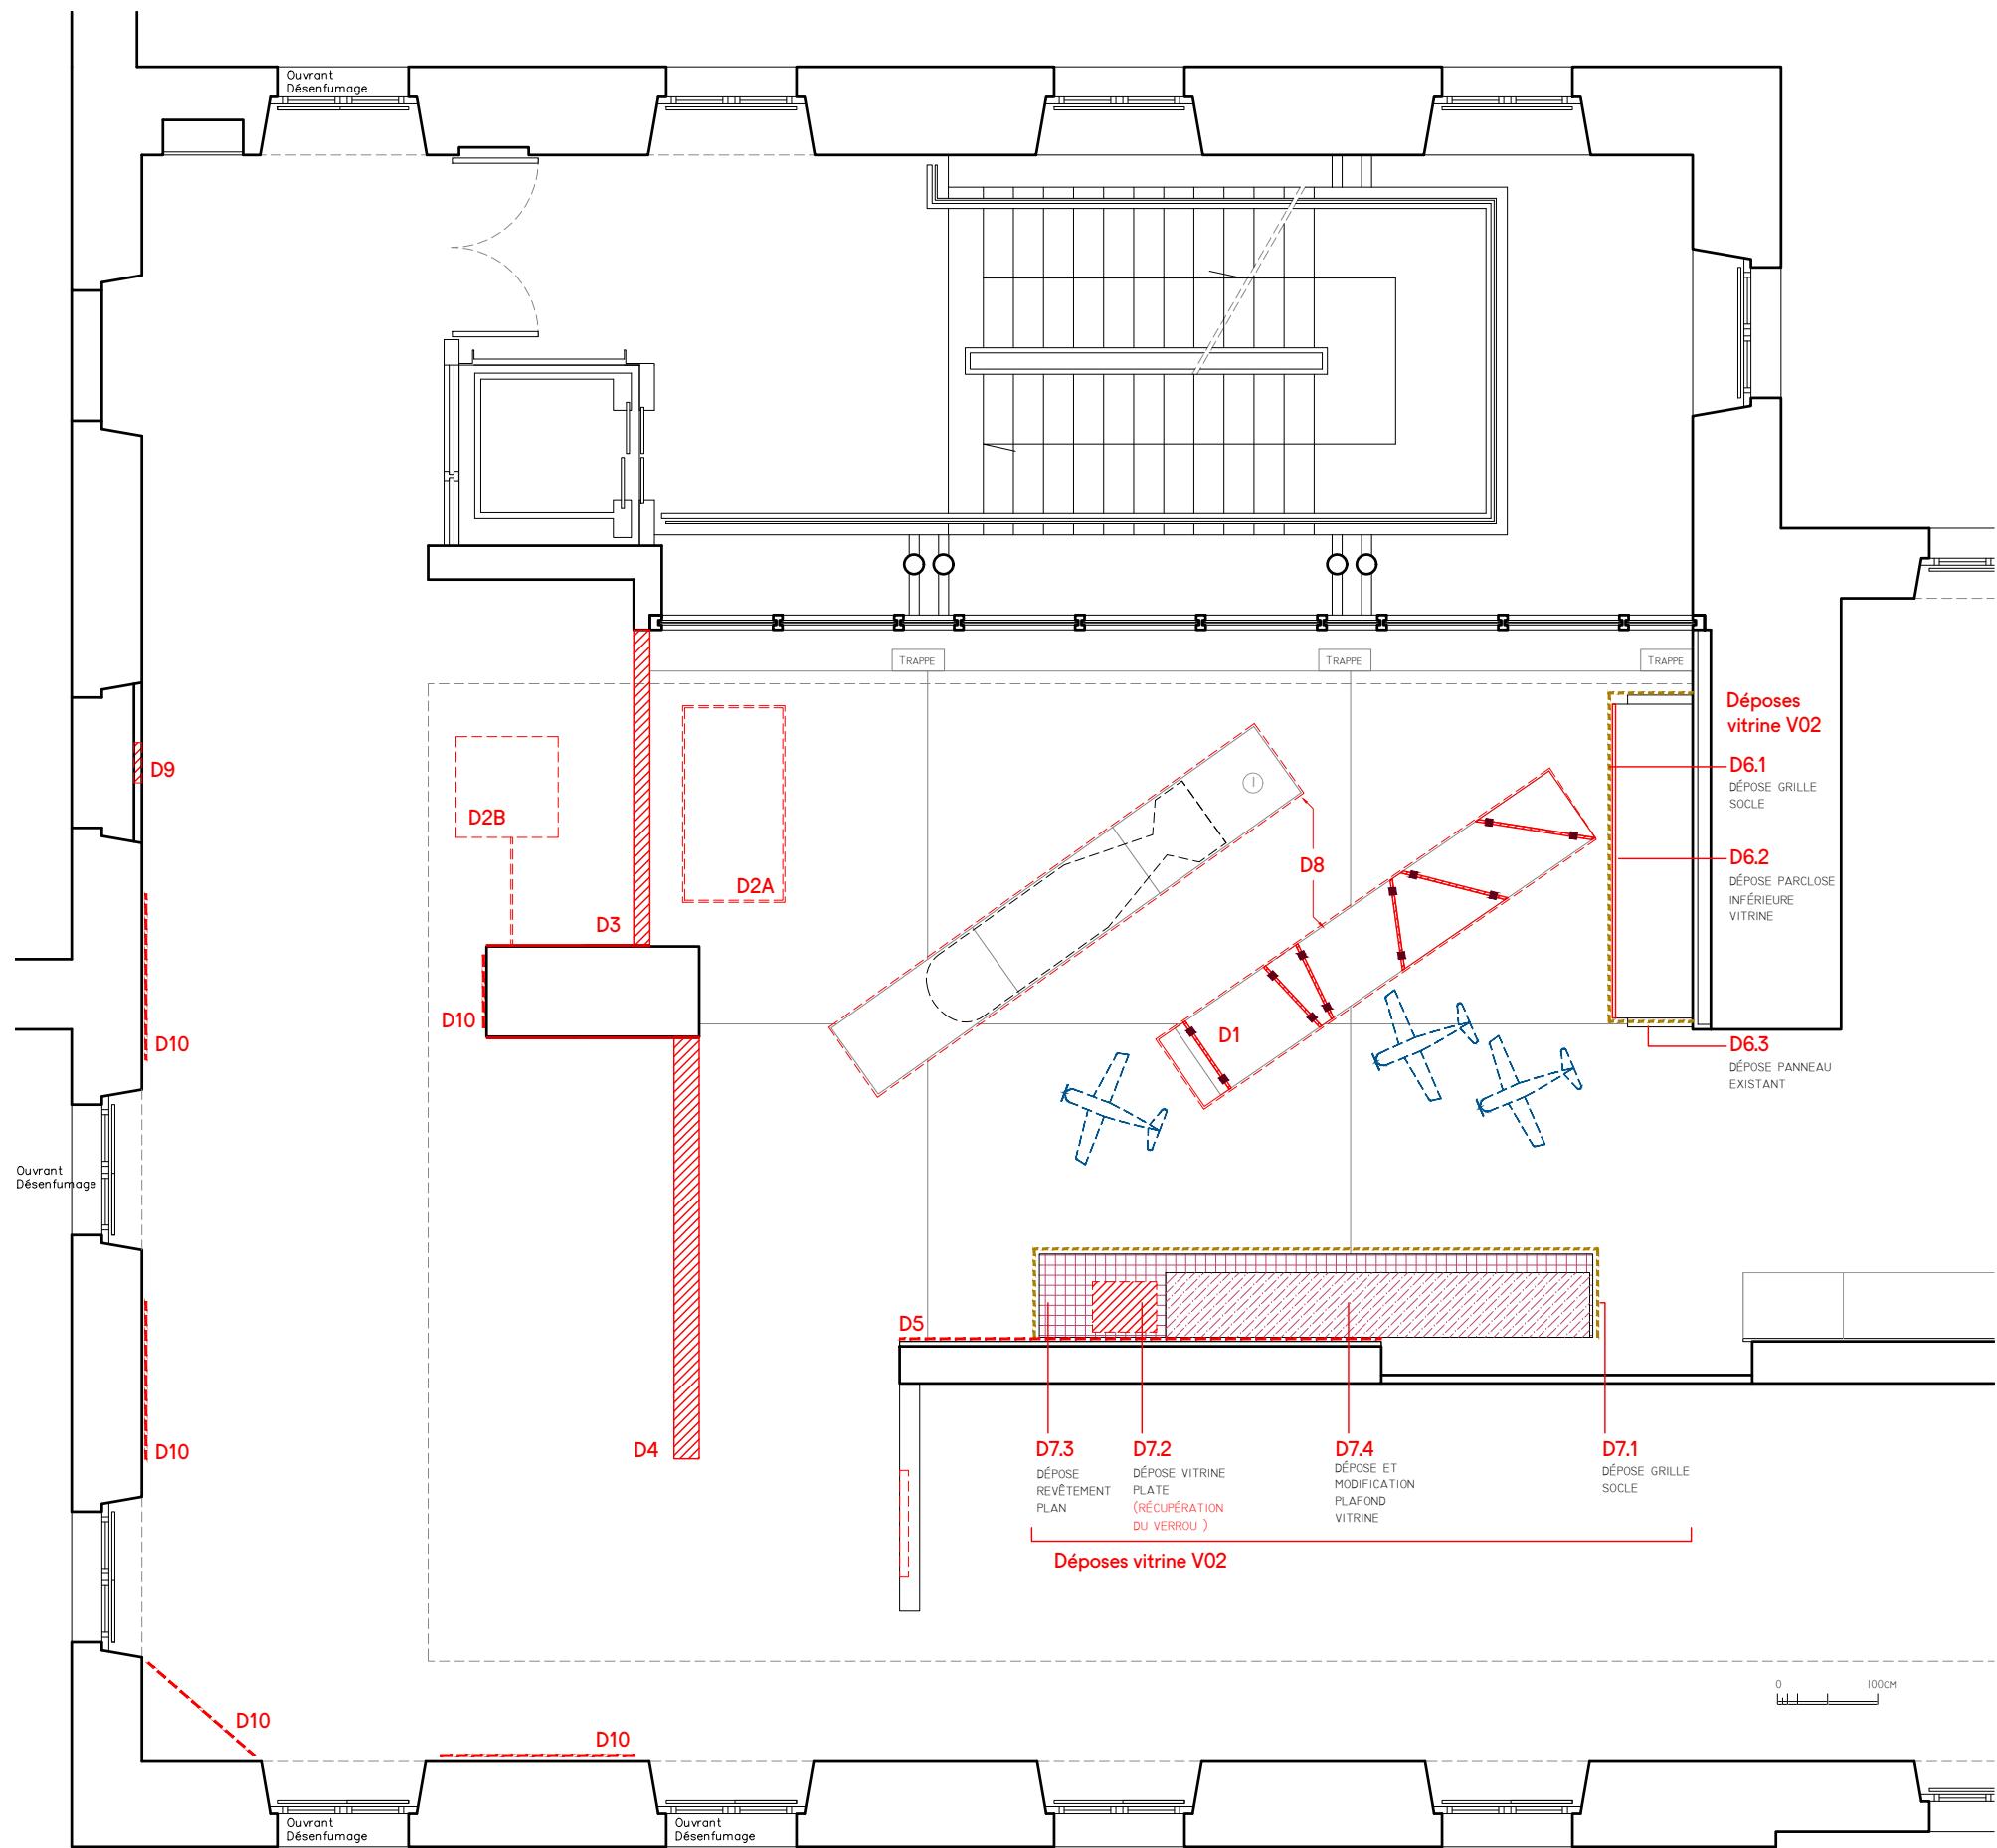 Ouvrant
Désenfumage
TRAPPE
TRAPPE
TRAPPE
Déposes
vitrine V02
D9
D2B
D2A
D8
D6.1
DÉPOSE GRILLE
SOCLE
D6.2
DÉPOSE PARCLOSE
INFÉRIEURE
VITRINE
D3
D10
D10
D1
D6.3
DÉPOSE PANNEAU
EXISTANT
Ouvrant
Désenfumage
D5
D10
D4
D7.3
DÉPOSE
REVÊTEMENT
PLAN
D7.2
DÉPOSE VITRINE
PLATE
(RÉCUPÉRATION
DU VERROU )
D7.4
DÉPOSE ET
MODIFICATION
PLAFOND
VITRINE
D7.1
DÉPOSE GRILLE
SOCLE
Déposes vitrine V02
0 100CM
D10
D10
Ouvrant
Désenfumage
Ouvrant
Désenfumage